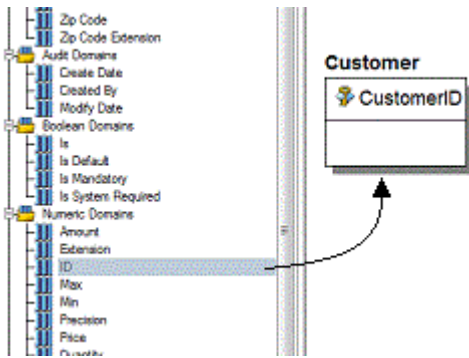 Zip Code
Zip Code Extension
Audit Domains
Create Date
Created By
Modify Date
Boolean Domains
Is
Is Default
Is Mandatory
Is System Required
Numeric Domains
Amount
Extension
ID
Max
Min
Precision
Price
Quantity
Customer
CustomerID